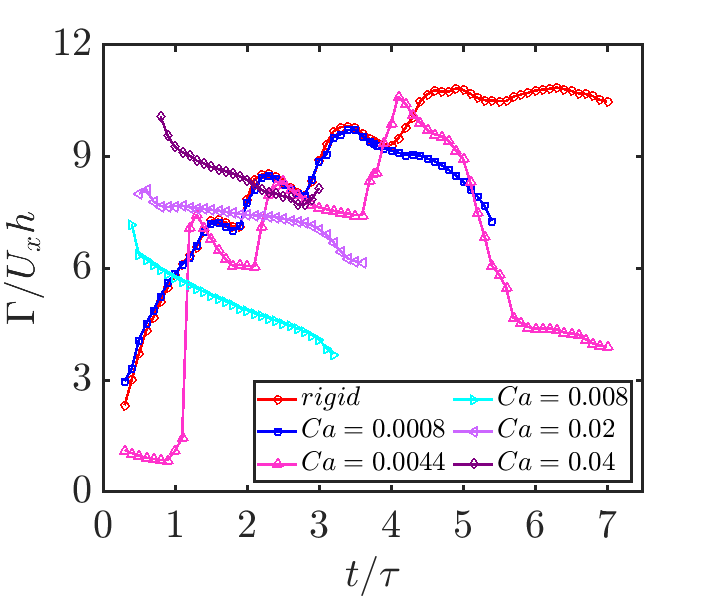 12
9
6
3
0
Γ/Uₓh
rigid
Ca = 0.0008
Ca = 0.0044
Ca = 0.008
Ca = 0.02
Ca = 0.04
0 1 2 3 4 5 6 7
t/τ